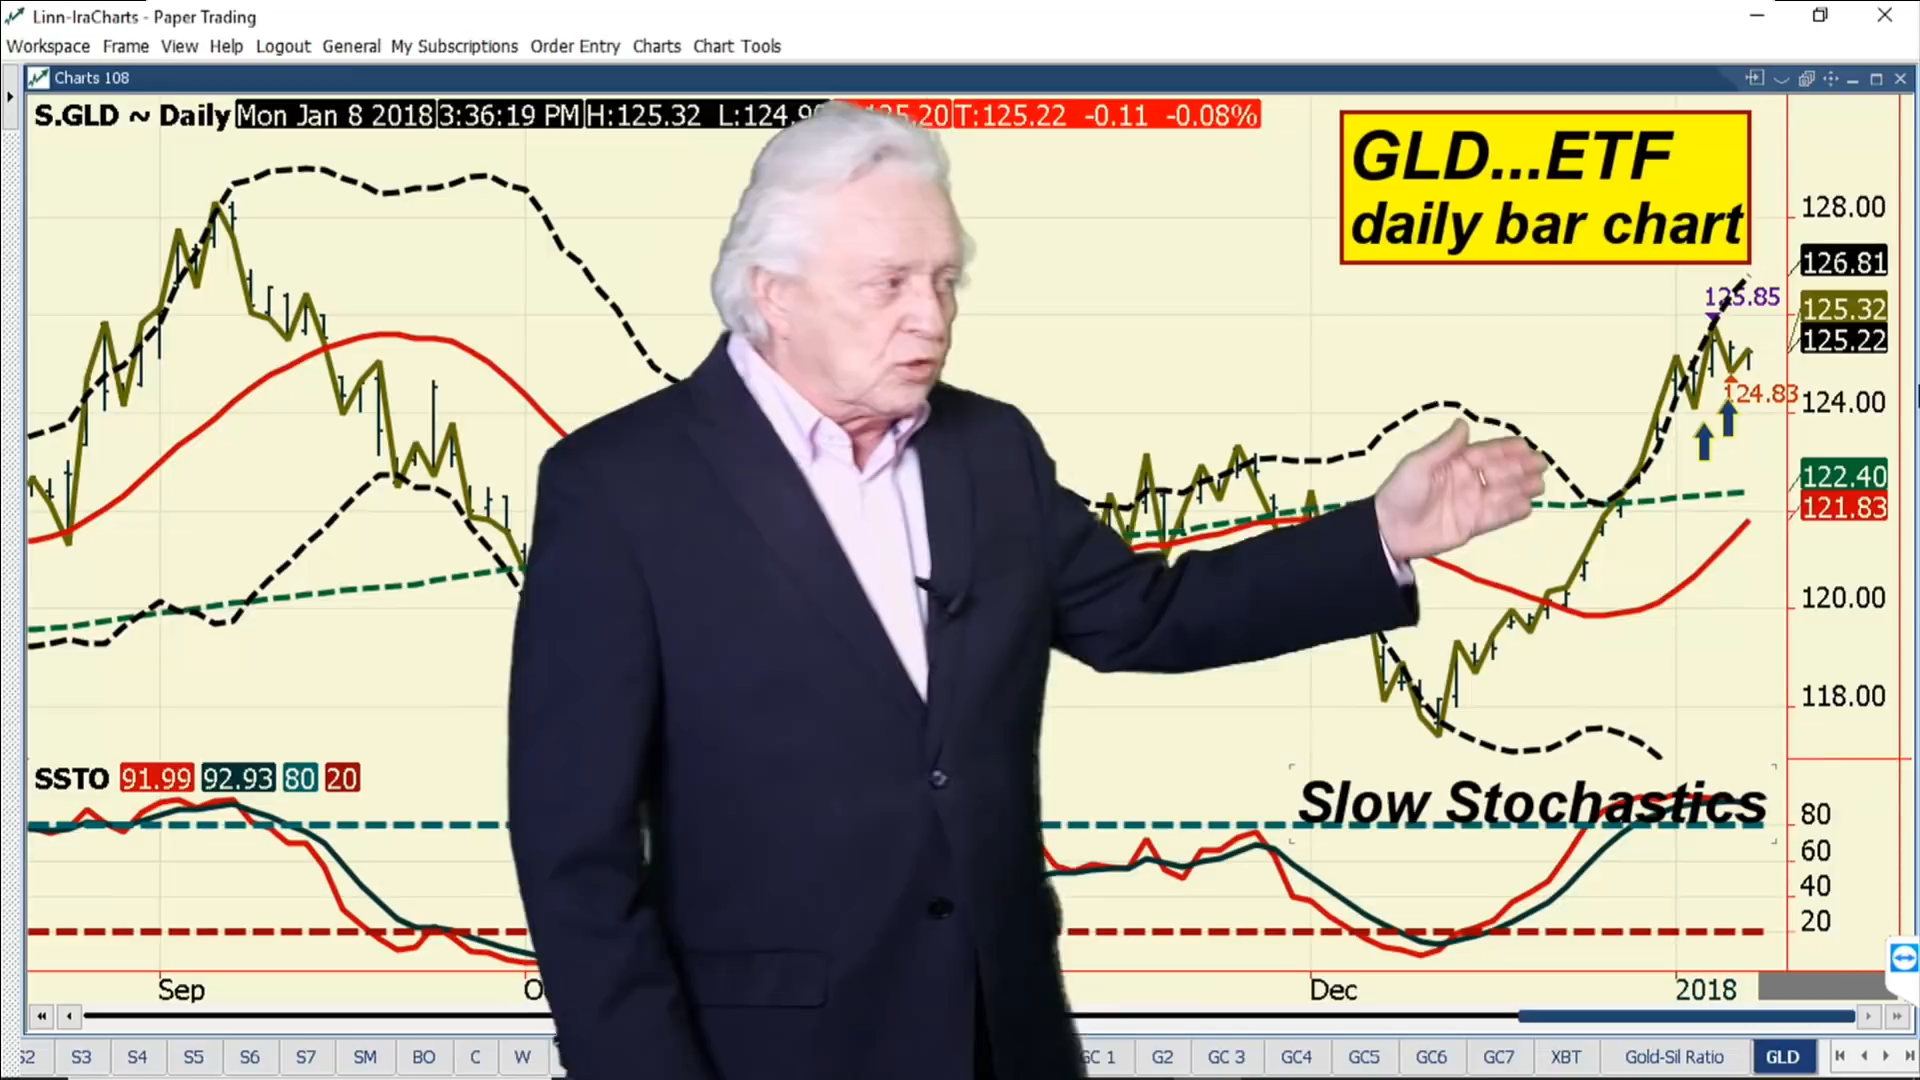 Linn-IraCharts - Paper Trading
Workspace Frame View Help Logout General My Subscriptions Order Entry Charts Chart Tools
Charts 108
S.GLD ~ Daily Mon Jan 8 2018 3:36:19 PM H:125.32 T:125.22 -0.11 -0.08%
GLD...ETF
daily bar chart
128.00
126.81
125.85
125.32
125.22
124.83
124.00
122.40
121.83
120.00
118.00
SSTO 91.99 92.93 80 20
Slow Stochastics
80
60
40
20
Sep Dec 2018
S2 S3 S4 S5 S6 S7 SM BO C W GC 1 G2 GC 3 GC4 GC5 GC6 GC7 XBT Gold-Sil Ratio GLD